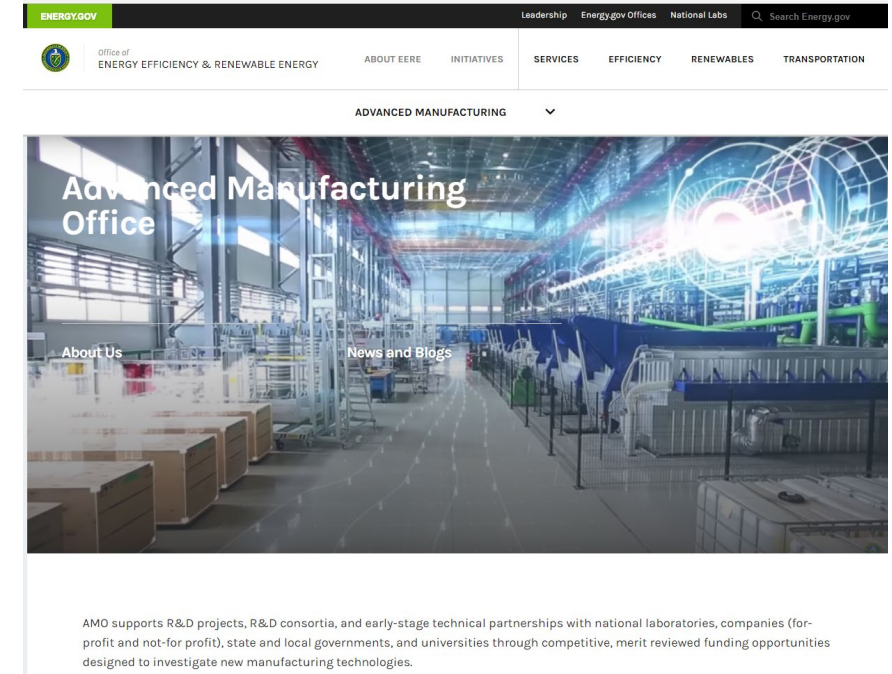 ENERGY.GOV
Leadership Energy.gov Offices National Labs Search Energy.gov
Office of
ENERGY EFFICIENCY & RENEWABLE ENERGY
ABOUT EERE INITIATIVES SERVICES EFFICIENCY RENEWABLES TRANSPORTATION
ADVANCED MANUFACTURING
Advanced Manufacturing
Office
About Us News and Blogs
AMO supports R&D projects, R&D consortia, and early-stage technical partnerships with national laboratories, companies (for-
profit and not-for profit), state and local governments, and universities through competitive, merit reviewed funding opportunities
designed to investigate new manufacturing technologies.